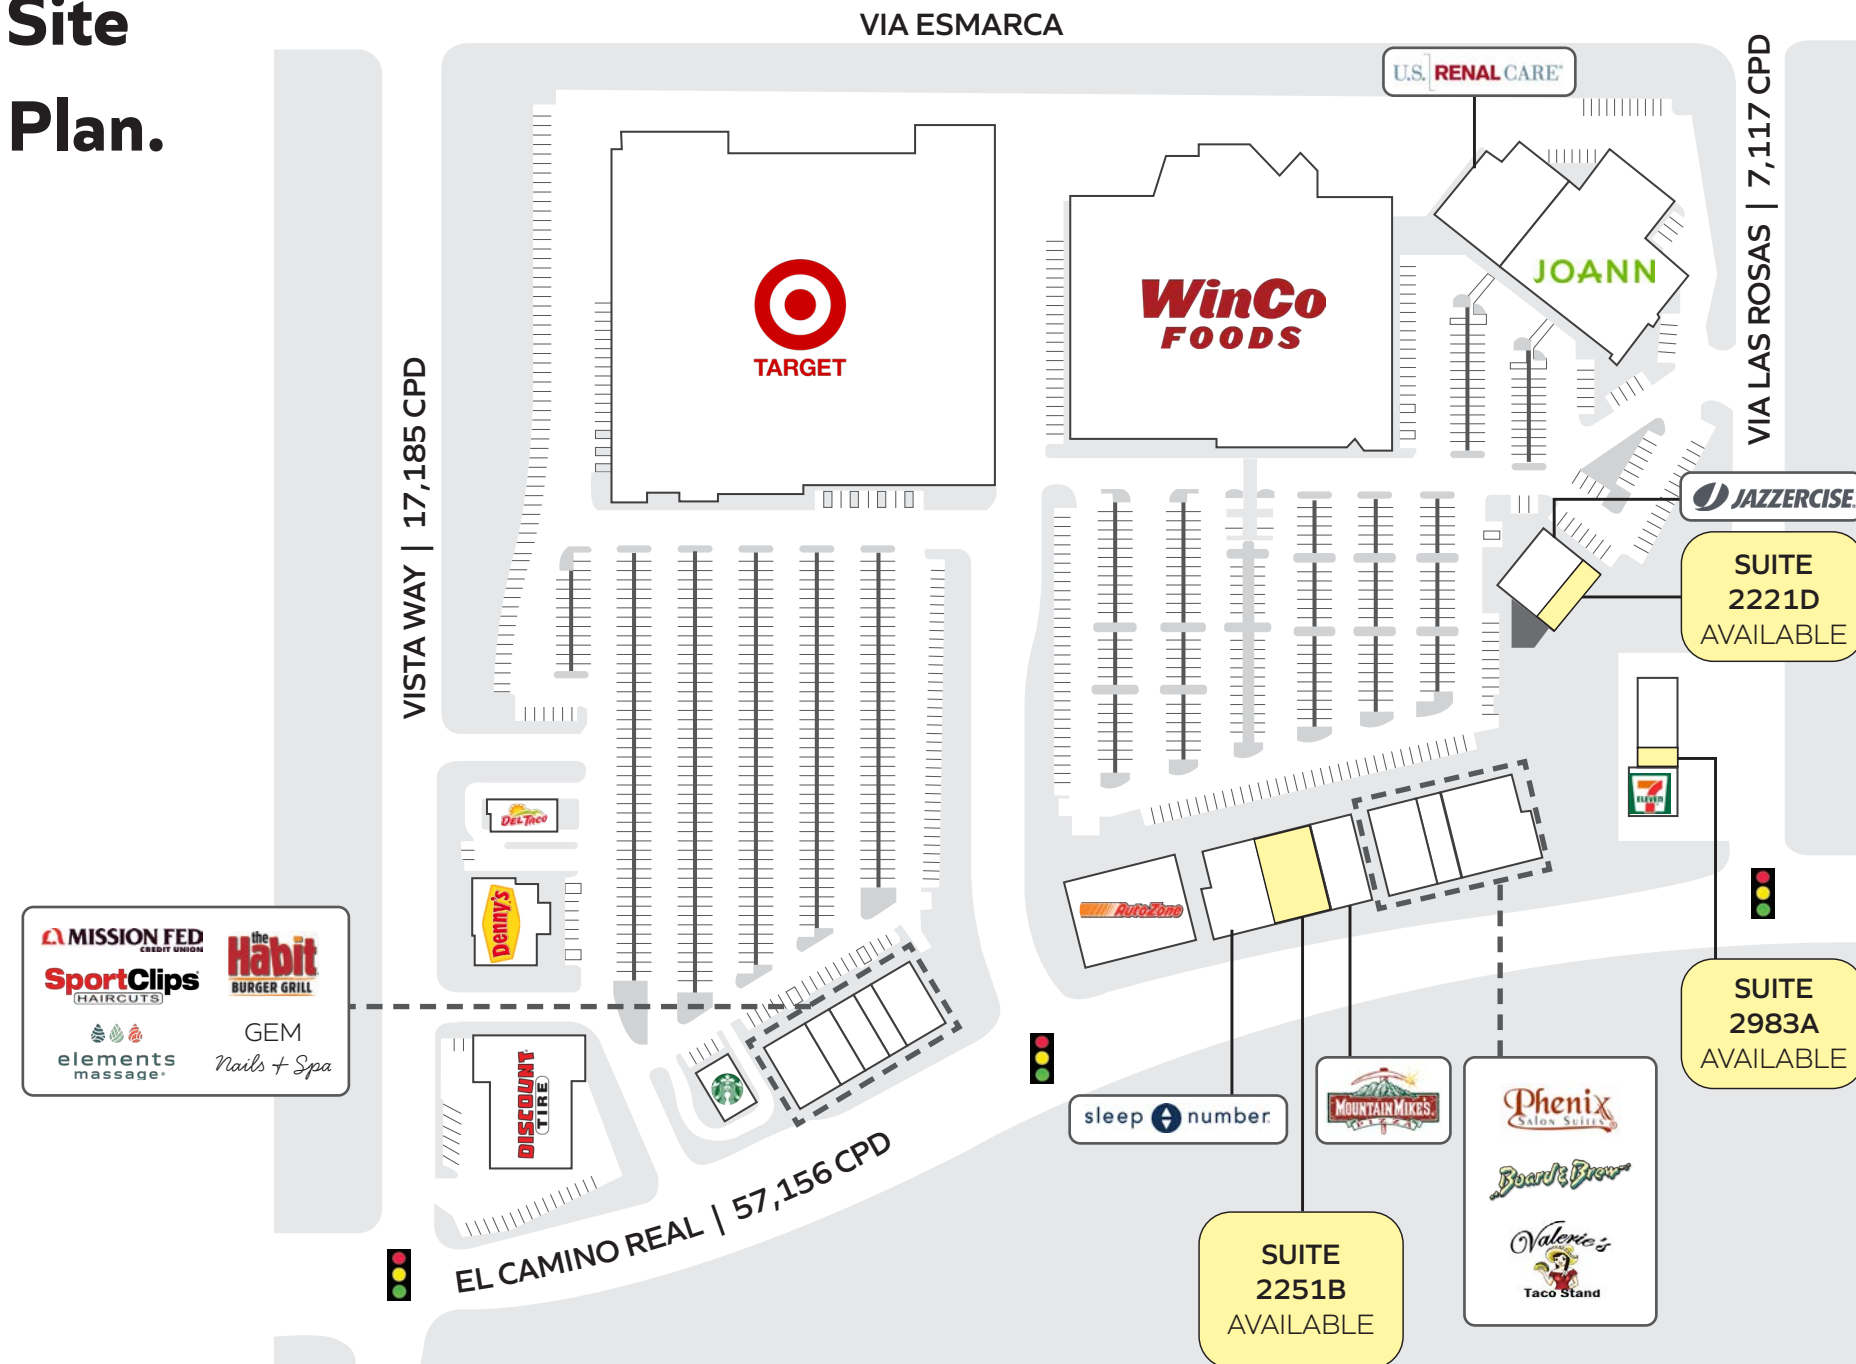 Site
Plan.
VIA ESMARCA
U.S. RENAL CARE
VIA LAS ROSAS | 7,117 CPD
VISTA WAY | 17,185 CPD
TARGET
WinCo
FOODS
JOANN
JAZZERCISE
SUITE
2221D
AVAILABLE
7
ELEVEN
DEL TACO
Denny's
AutoZone
MISSION FED
CREDIT UNION
the
Habit
BURGER GRILL
SportClips
HAIRCUTS
elements
massage
GEM
Nails + Spa
DISCOUNT
TIRE
SUITE
2983A
AVAILABLE
sleep number
MOUNTAIN MIKE'S
PIZZA
Phenix
SALON SUITES
Board & Brew
Valerie's
Taco Stand
EL CAMINO REAL | 57,156 CPD
SUITE
2251B
AVAILABLE